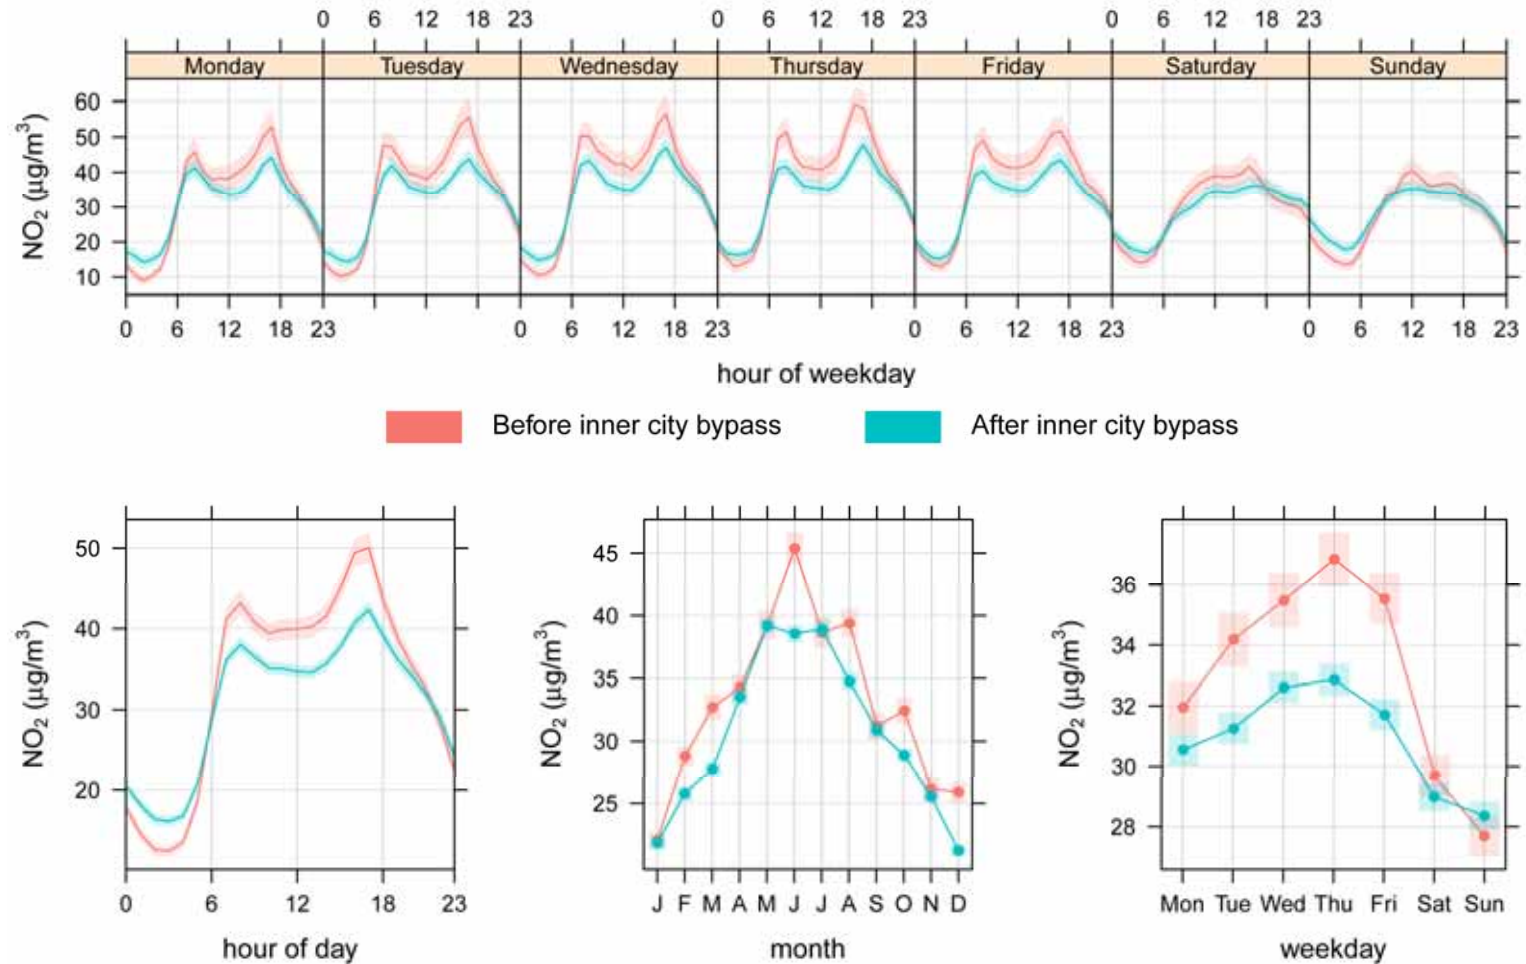 0 6 12 18 23 0 6 12 18 23 0 6 12 18 23
Monday Tuesday Wednesday Thursday Friday Saturday Sunday
NO₂ (µg/m³)
60
50
40
30
20
10
0 6 12 18 23 0 6 12 18 23 0 6 12 18 23 0 6 12 18 23
hour of weekday
Before inner city bypass After inner city bypass
NO₂ (µg/m³)
50
40
30
20
0 6 12 18 23
hour of day
NO₂ (µg/m³)
45
40
35
30
25
J F M A M J J A S O N D
month
NO₂ (µg/m³)
36
34
32
30
28
Mon Tue Wed Thu Fri Sat Sun
weekday